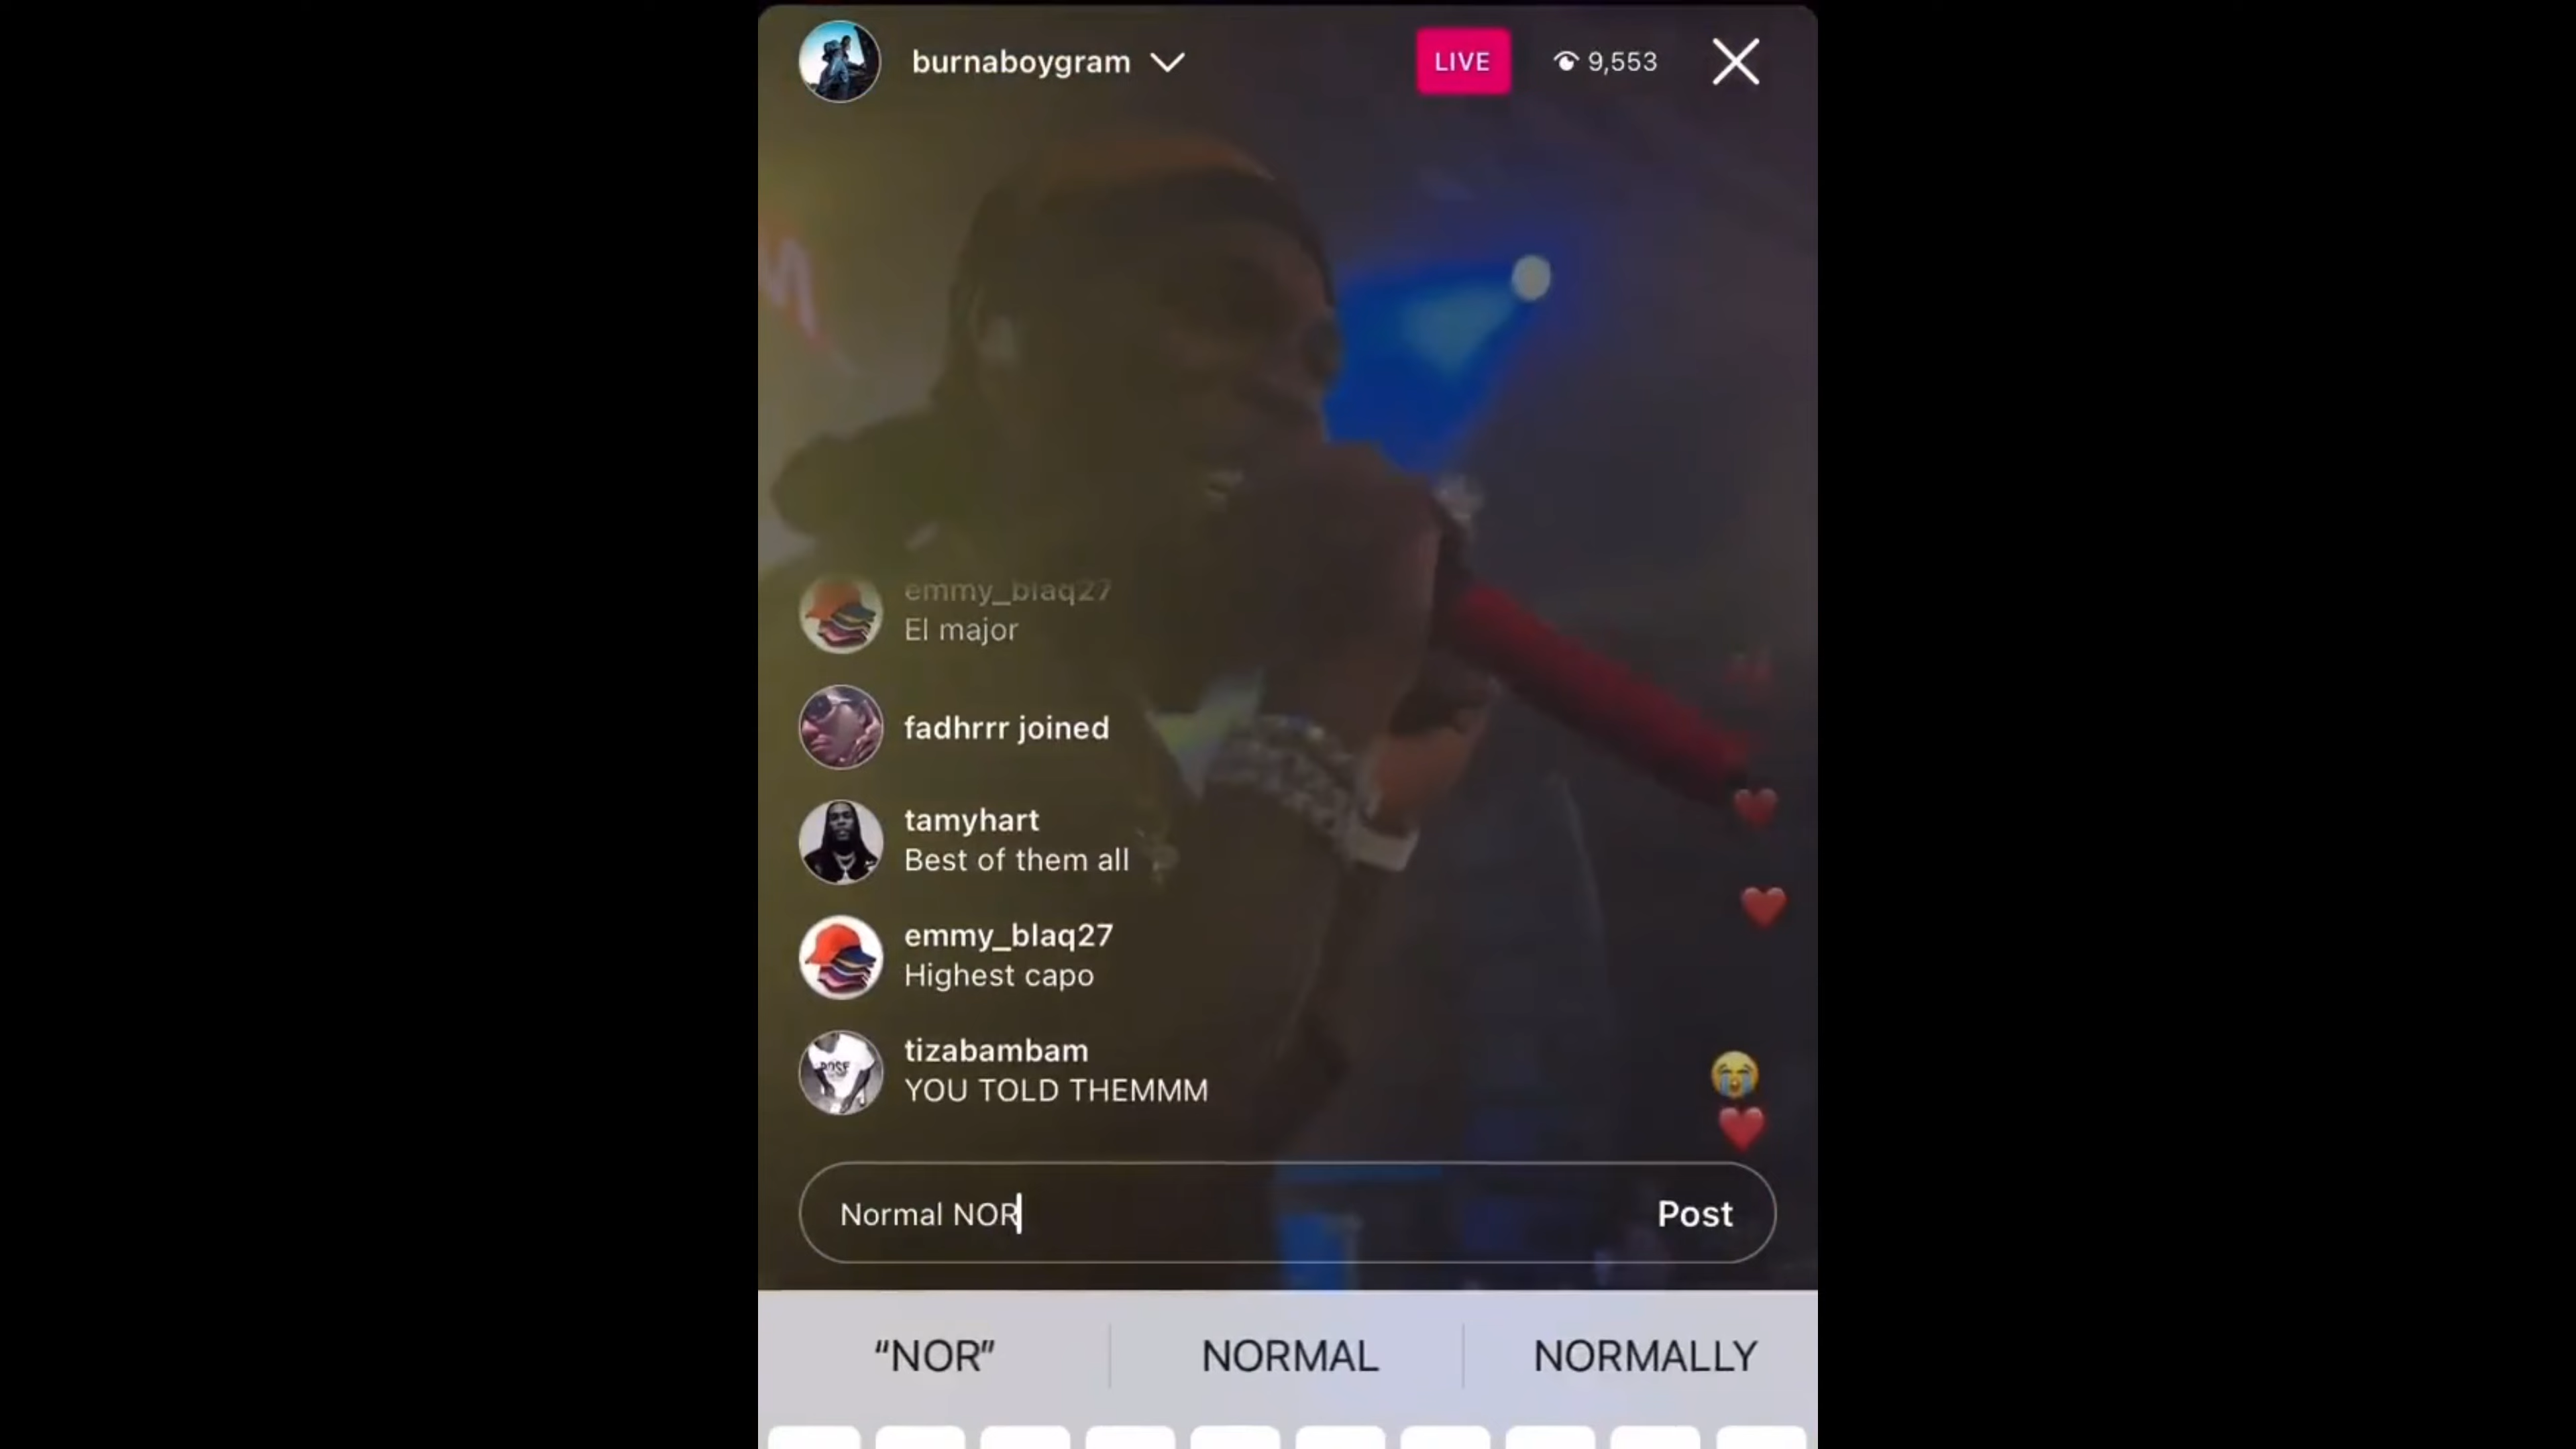 burnaboygram
LIVE
9,553
emmy_blaq27
El major
fadhrrr joined
tamyhart
Best of them all
emmy_blaq27
Highest capo
tizabambam
YOU TOLD THEMMM
Normal NOR
Post
“NOR”
NORMAL
NORMALLY